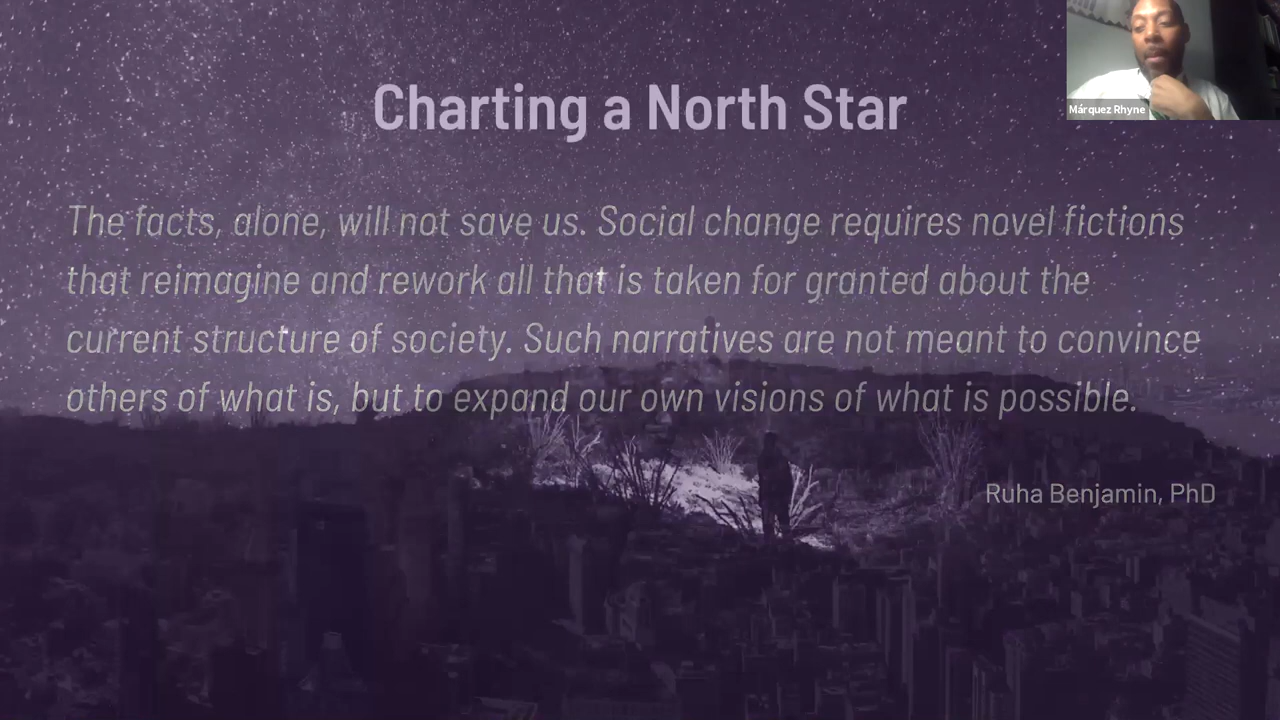 Charting a North Star
Márquez Rhyne
The facts, alone, will not save us. Social change requires novel fictions
that reimagine and rework all that is taken for granted about the
current structure of society. Such narratives are not meant to convince
others of what is, but to expand our own visions of what is possible.
Ruha Benjamin, PhD